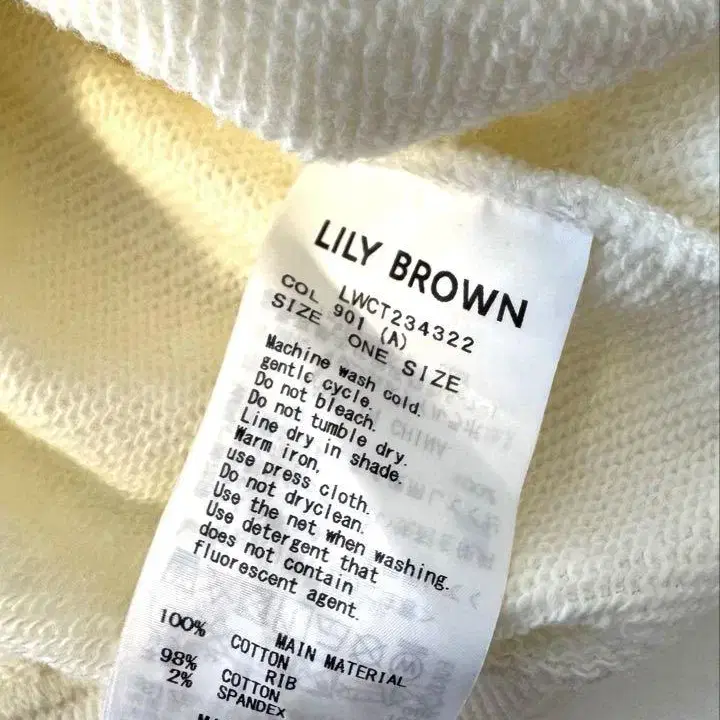 LILY BROWN
LWCT234322
COL 901 (A)
SIZE ONE SIZE
Machine wash cold.
gentle cycle.
Do not bleach.
Do not tumble dry.
Line dry in shade.
Warm iron,
use press cloth.
Do not dryclean.
Use the net when washing.
Use detergent that
does not contain
fluorescent agent.
MAIN MATERIAL
100% COTTON
RIB
98% COTTON
2% SPANDEX